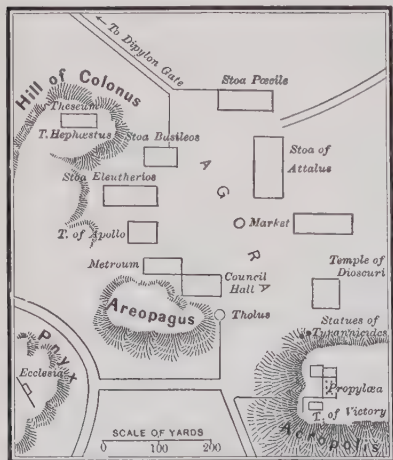 To Dipylon Gate
Hill of Colonus
Theseum
T. Hephæstus
Stoa Pœcile
Stoa Basileos
Stoa of
Attalus
Stoa Eleutherios
A
G
O
R
A
Market
T. of Apollo
Metroum
Council
Hall
Temple of
Dioscuri
Areopagus
Tholus
Statues of
Tyrannicides
Pnyx
Ecclesia
Propylæa
T. of Victory
Acropolis
SCALE OF YARDS
0 100 200